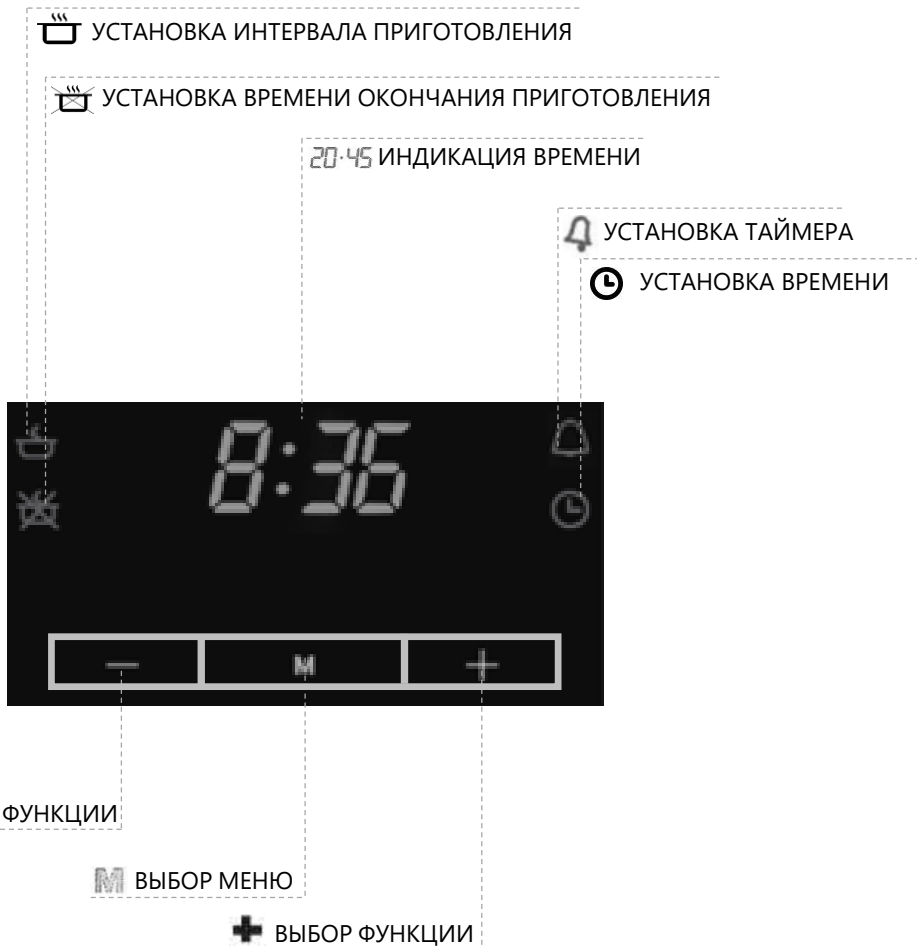 УСТАНОВКА ИНТЕРВАЛА ПРИГОТОВЛЕНИЯ
УСТАНОВКА ВРЕМЕНИ ОКОНЧАНИЯ ПРИГОТОВЛЕНИЯ
20·45 ИНДИКАЦИЯ ВРЕМЕНИ
УСТАНОВКА ТАЙМЕРА
УСТАНОВКА ВРЕМЕНИ
8:36
— M +
ФУНКЦИИ
M ВЫБОР МЕНЮ
+ ВЫБОР ФУНКЦИИ